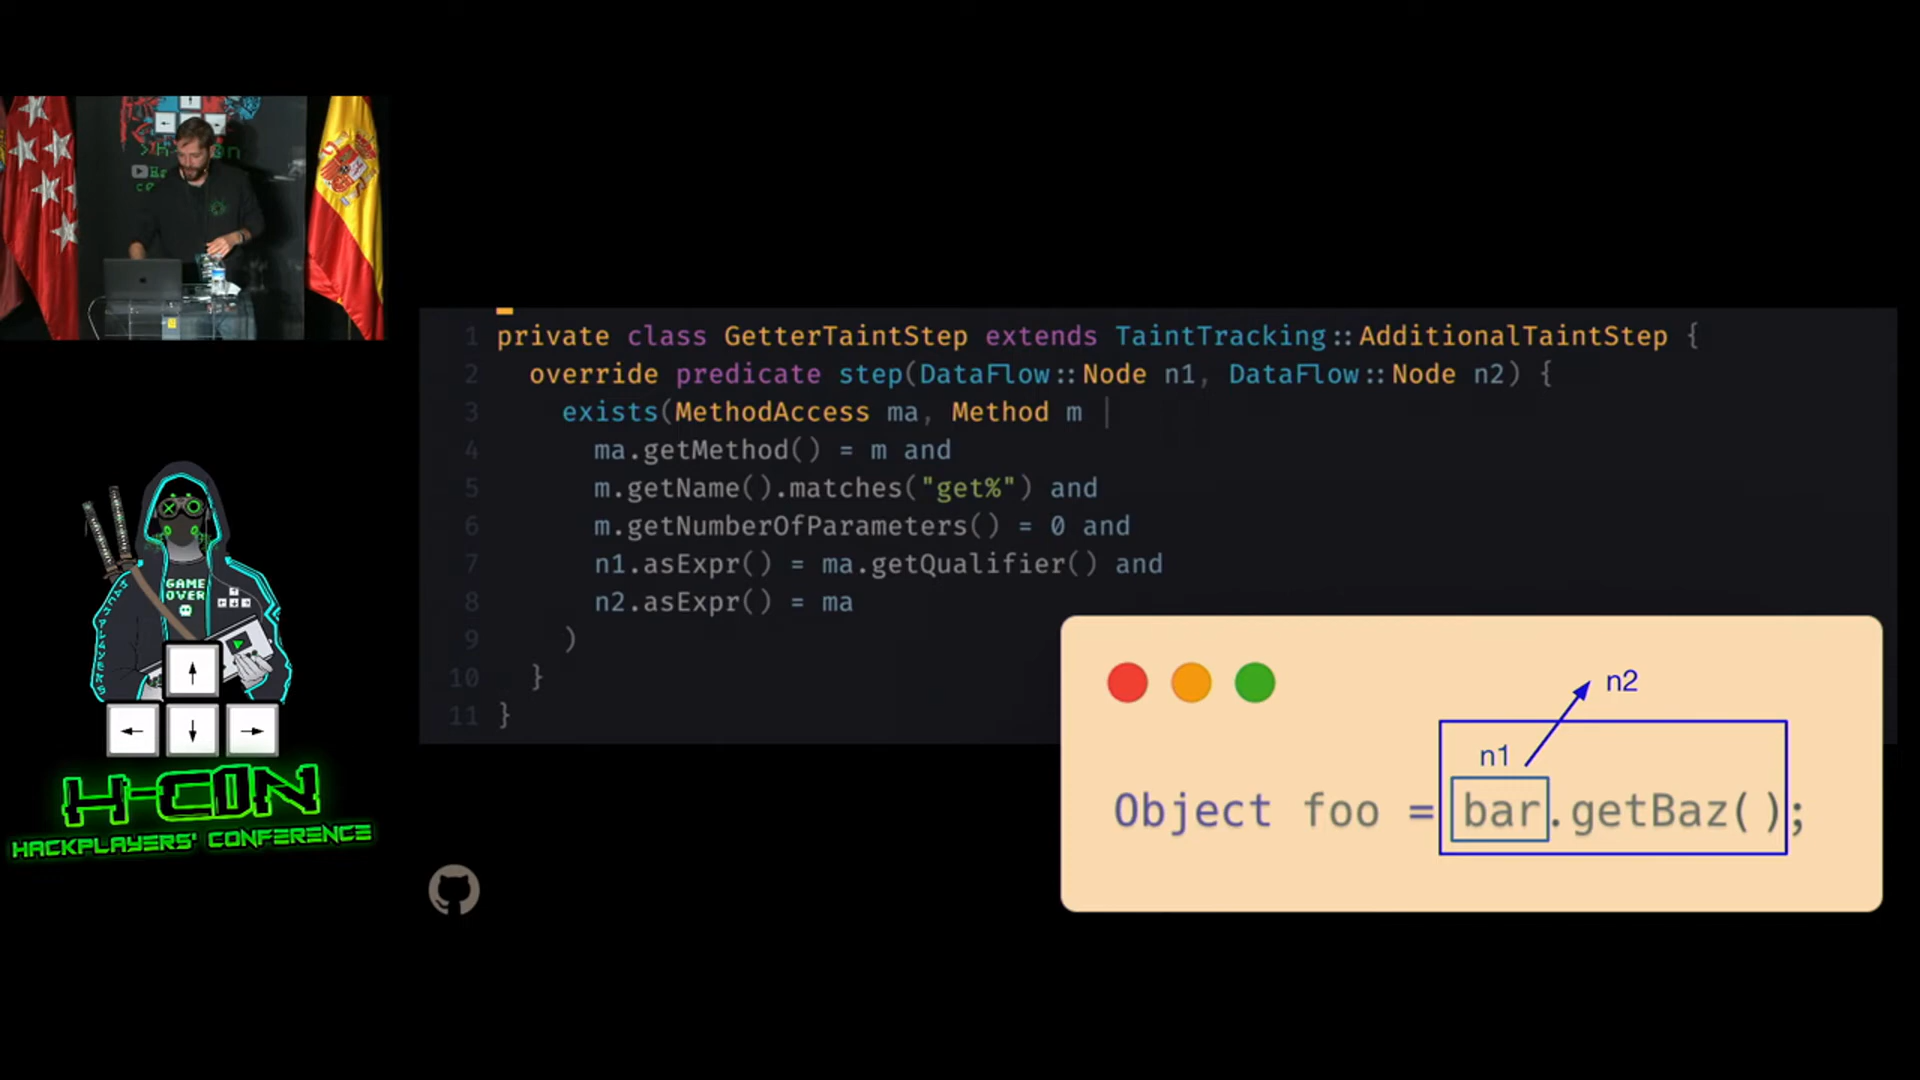 1 private class GetterTaintStep extends TaintTracking::AdditionalTaintStep {
2 override predicate step(DataFlow::Node n1, DataFlow::Node n2) {
3 exists(MethodAccess ma, Method m |
4 ma.getMethod() = m and
5 m.getName().matches("get%") and
6 m.getNumberOfParameters() = 0 and
7 n1.asExpr() = ma.getQualifier() and
8 n2.asExpr() = ma
9 )
10 }
11 }
n2
n1
Object foo = bar.getBaz();
GAME
OVER
H-CON
HACKPLAYERS' CONFERENCE